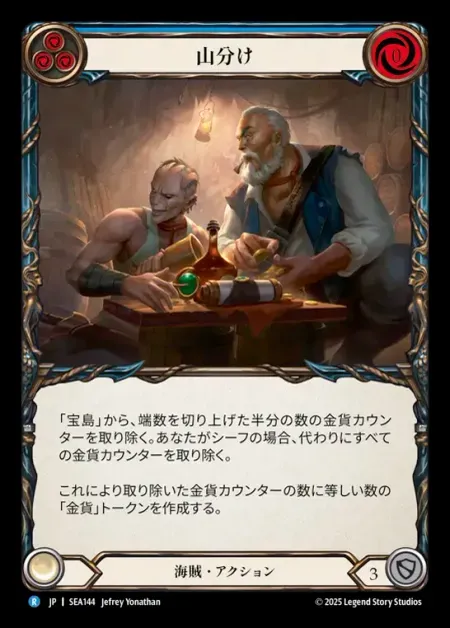 山分け
0
「宝島」から、端数を切り上げた半分の数の金貨カウン
ターを取り除く。あなたがシーフの場合、代わりにすべて
の金貨カウンターを取り除く。
これにより取り除いた金貨カウンターの数に等しい数の
「金貨」トークンを作成する。
海賊・アクション
3
R JP | SEA144 Jefrey Yonathan
© 2025 Legend Story Studios